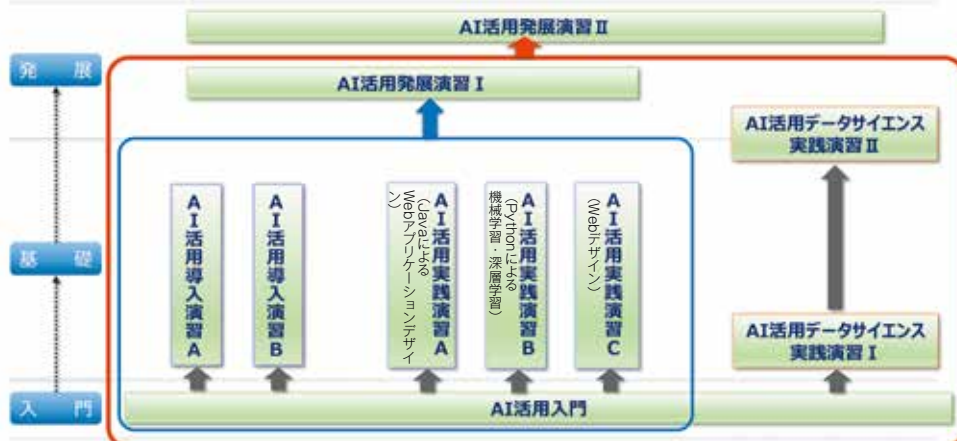 AI活用発展演習Ⅱ
発展
AI活用発展演習Ⅰ
AI活用データサイエンス
実践演習Ⅱ
基礎
AI活用導入演習A
AI活用導入演習B
AI活用実践演習A
(Javaによる
Webアプリケーションデザイ
ン)
AI活用実践演習B
(Pythonによる
機械学習・深層学習)
AI活用実践演習C
(Webデザイン)
AI活用データサイエンス
実践演習Ⅰ
入門
AI活用入門